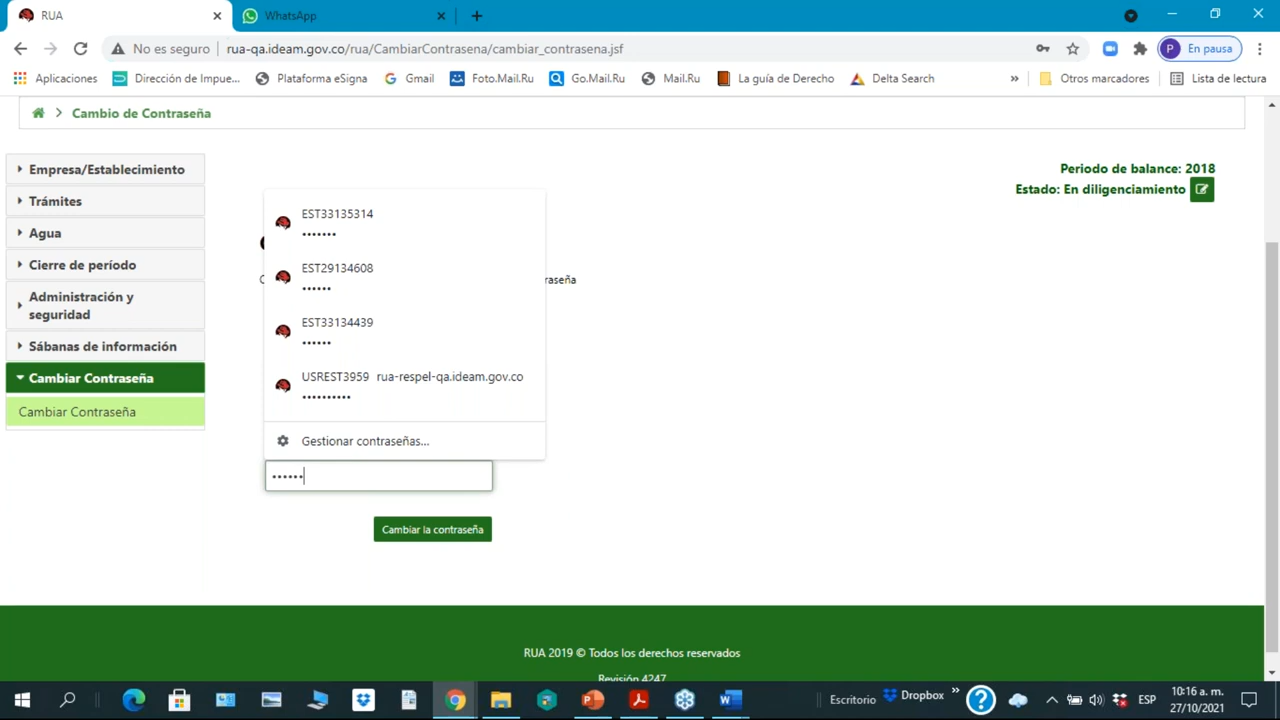 RUA
WhatsApp
No es seguro
rua-qa.ideam.gov.co/rua/CambiarContrasena/cambiar_contrasena.jsf
En pausa
P
Aplicaciones
Dirección de Impue...
Plataforma eSigna
Gmail
Foto.Mail.Ru
Go.Mail.Ru
Mail.Ru
La guía de Derecho
Delta Search
»
Otros marcadores
Lista de lectura
Cambio de Contraseña
Periodo de balance: 2018
Estado: En diligenciamiento
Empresa/Establecimiento
Trámites
Agua
Cierre de período
Administración y
seguridad
Sábanas de información
Cambiar Contraseña
Cambiar Contraseña
EST33135314
•••••••
EST29134608
••••••
EST33134439
••••••
USREST3959 rua-respel-qa.ideam.gov.co
••••••••••
Gestionar contraseñas...
raseña
••••••
Cambiar la contraseña
RUA 2019 © Todos los derechos reservados
Revisión 4247
Escritorio
Dropbox
»
ESP
10:16 a. m.
27/10/2021